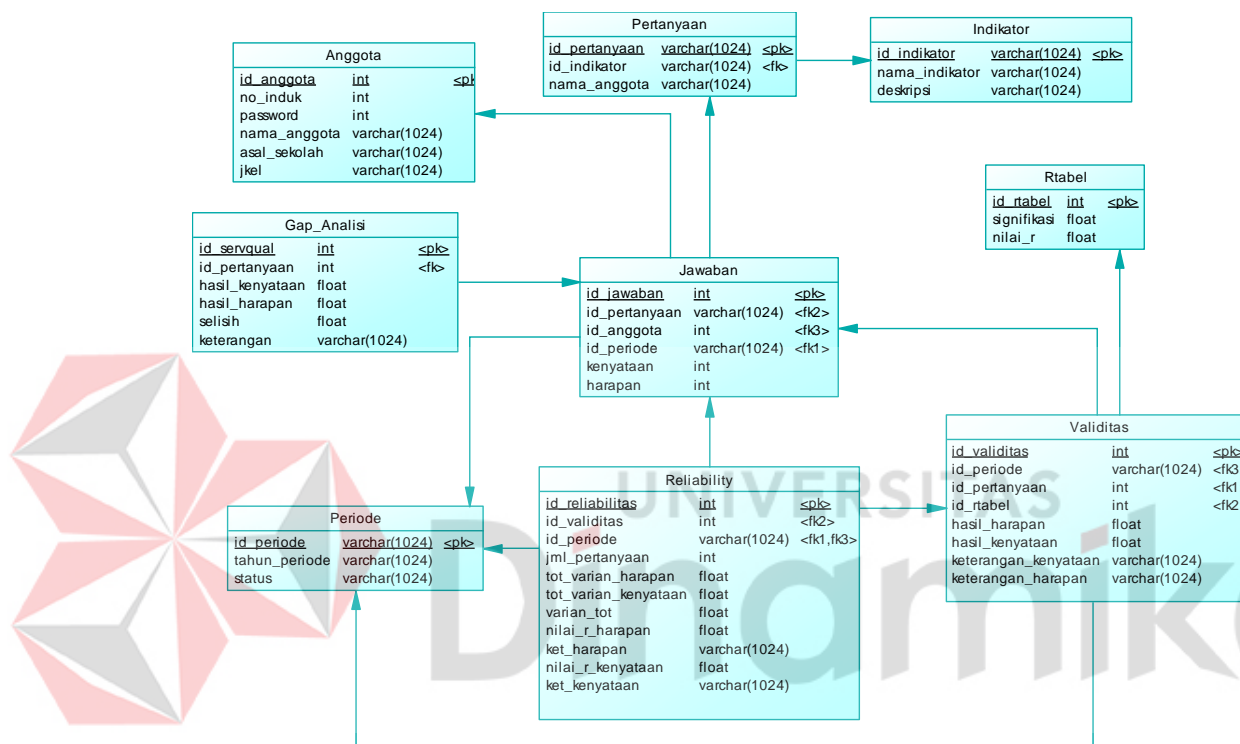 Pertanyaan
id_pertanyaan varchar(1024) <pk>
id_indikator varchar(1024) <fk>
nama_anggota varchar(1024)
Indikator
id_indikator varchar(1024) <pk>
nama_indikator varchar(1024)
deskripsi varchar(1024)
Anggota
id_anggota int <pk
no_induk int
password int
nama_anggota varchar(1024)
asal_sekolah varchar(1024)
jkel varchar(1024)
Rtabel
id_rtabel int <pk>
signifikasi float
nilai_r float
Gap_Analisi
id_servqual int <pk>
id_pertanyaan int <fk>
hasil_kenyataan float
hasil_harapan float
selisih float
keterangan varchar(1024)
Jawaban
id_jawaban int <pk>
id_pertanyaan varchar(1024) <fk2>
id_anggota int <fk3>
id_periode varchar(1024) <fk1>
kenyataan int
harapan int
Validitas
id_validitas int <pk>
id_periode varchar(1024) <fk3
id_pertanyaan int <fk1
id_rtabel int <fk2
hasil_harapan float
hasil_kenyataan float
keterangan_kenyataan varchar(1024)
keterangan_harapan varchar(1024)
Reliability
id_reliabilitas int <pk>
id_validitas int <fk2>
id_periode varchar(1024) <fk1,fk3>
jml_pertanyaan int
tot_varian_harapan float
tot_varian_kenyataan float
varian_tot float
nilai_r_harapan float
ket_harapan varchar(1024)
nilai_r_kenyataan float
ket_kenyataan varchar(1024)
Periode
id_periode varchar(1024) <pk>
tahun_periode varchar(1024)
status varchar(1024)
UNIVERSITAS
Dinamika